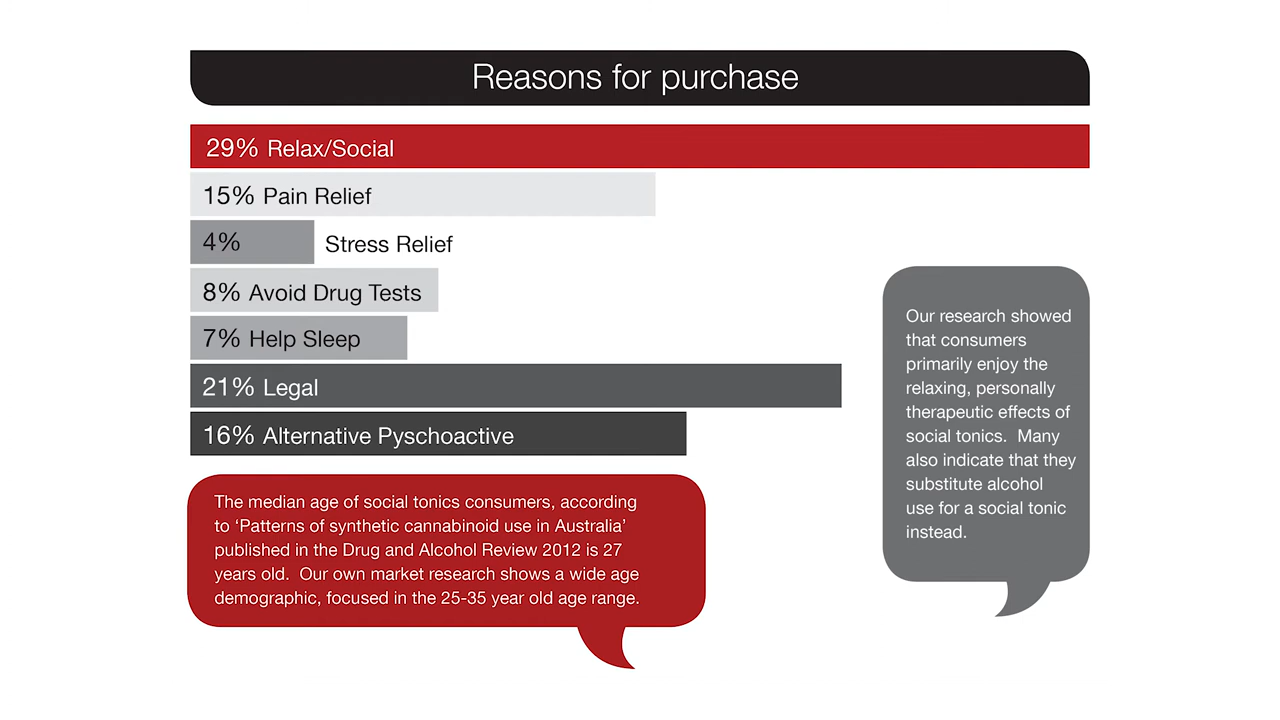 Reasons for purchase
29% Relax/Social
15% Pain Relief
4% Stress Relief
8% Avoid Drug Tests
7% Help Sleep
21% Legal
16% Alternative Pyschoactive
The median age of social tonics consumers, according
to ‘Patterns of synthetic cannabinoid use in Australia’
published in the Drug and Alcohol Review 2012 is 27
years old.  Our own market research shows a wide age
demographic, focused in the 25-35 year old age range.
Our research showed
that consumers
primarily enjoy the
relaxing, personally
therapeutic effects of
social tonics.  Many
also indicate that they
substitute alcohol
use for a social tonic
instead.